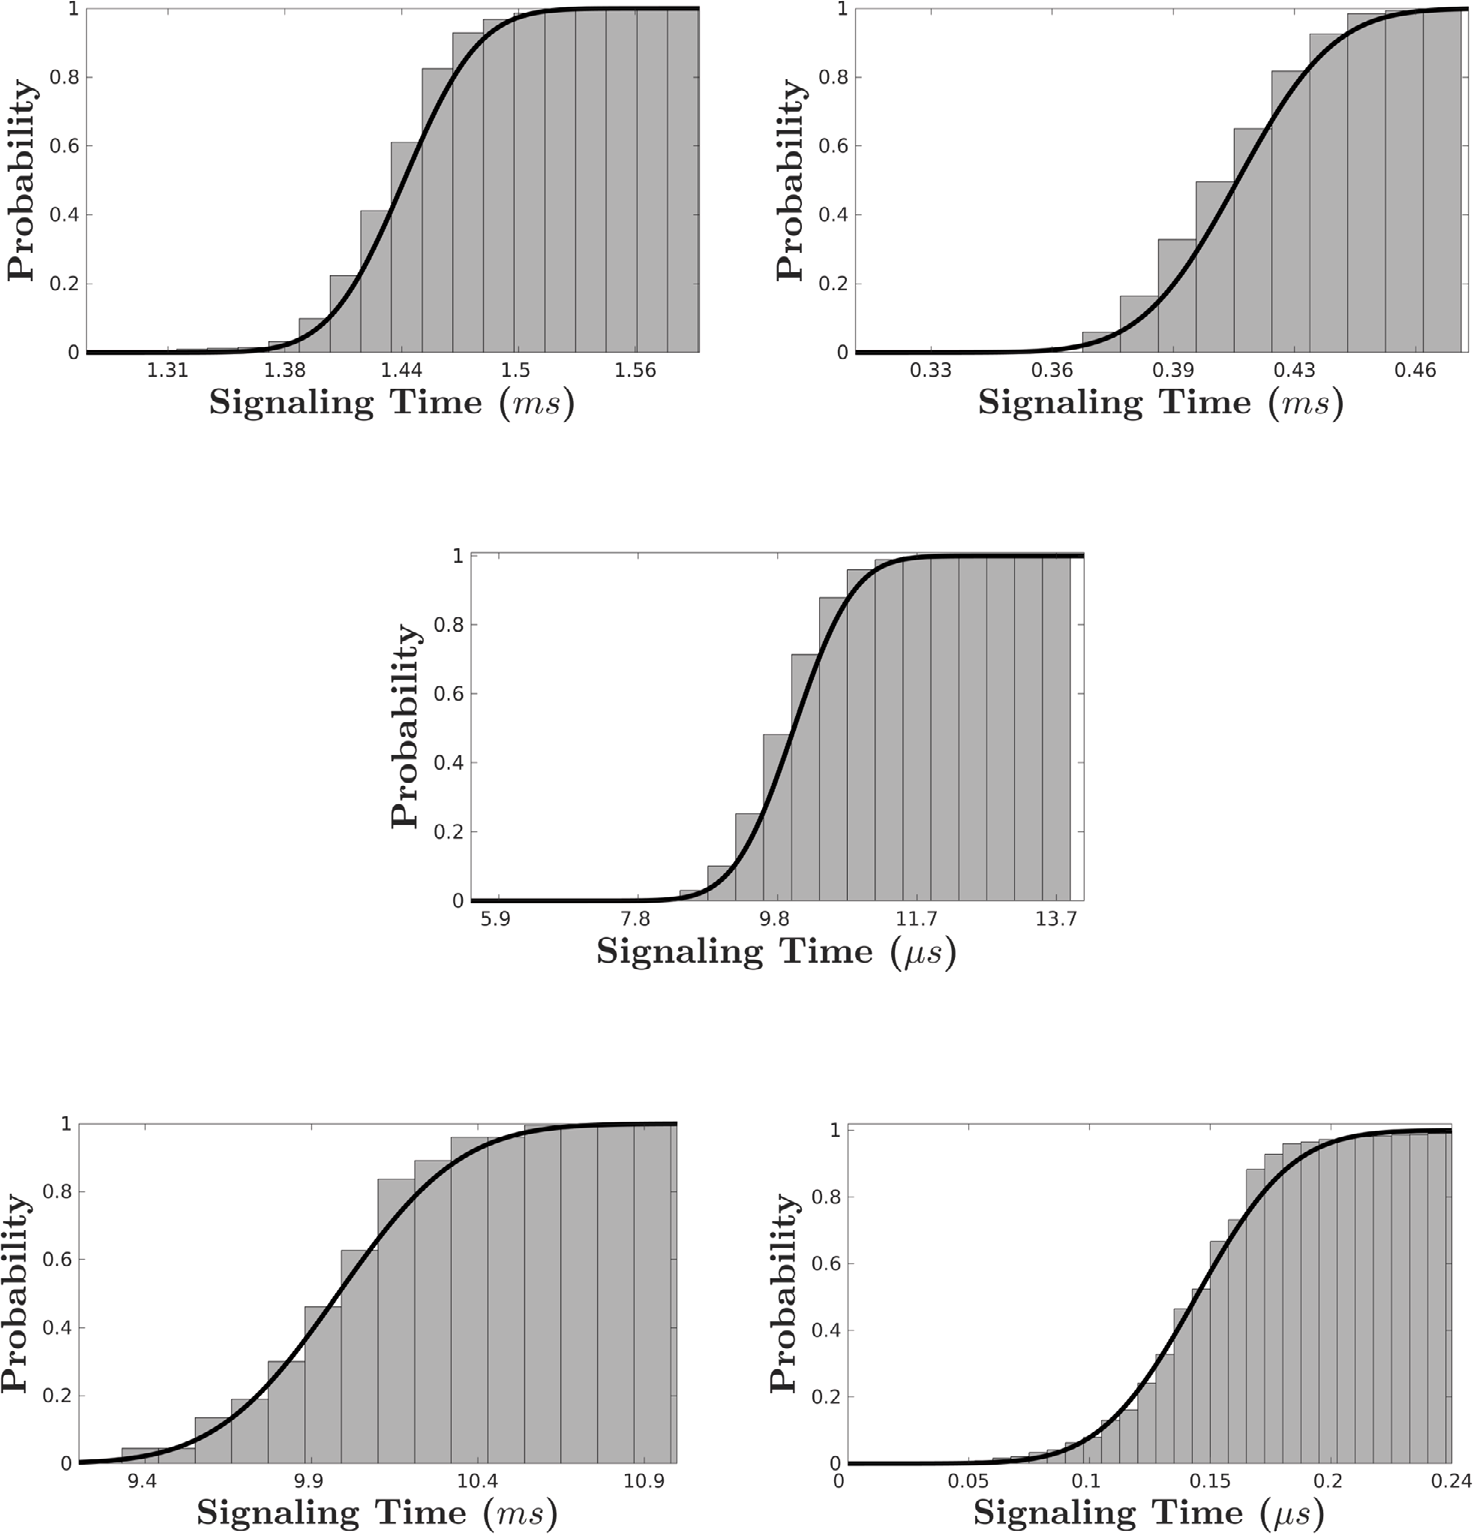 1
0.8
0.6
0.4
0.2
0
Probability
1.31 1.38 1.44 1.5 1.56
Signaling Time (ms)
1
0.8
0.6
0.4
0.2
0
Probability
0.33 0.36 0.39 0.43 0.46
Signaling Time (ms)
1
0.8
0.6
0.4
0.2
0
Probability
5.9 7.8 9.8 11.7 13.7
Signaling Time (μs)
1
0.8
0.6
0.4
0.2
0
Probability
9.4 9.9 10.4 10.9
Signaling Time (ms)
1
0.8
0.6
0.4
0.2
0
Probability
0 0.05 0.1 0.15 0.2 0.24
Signaling Time (μs)